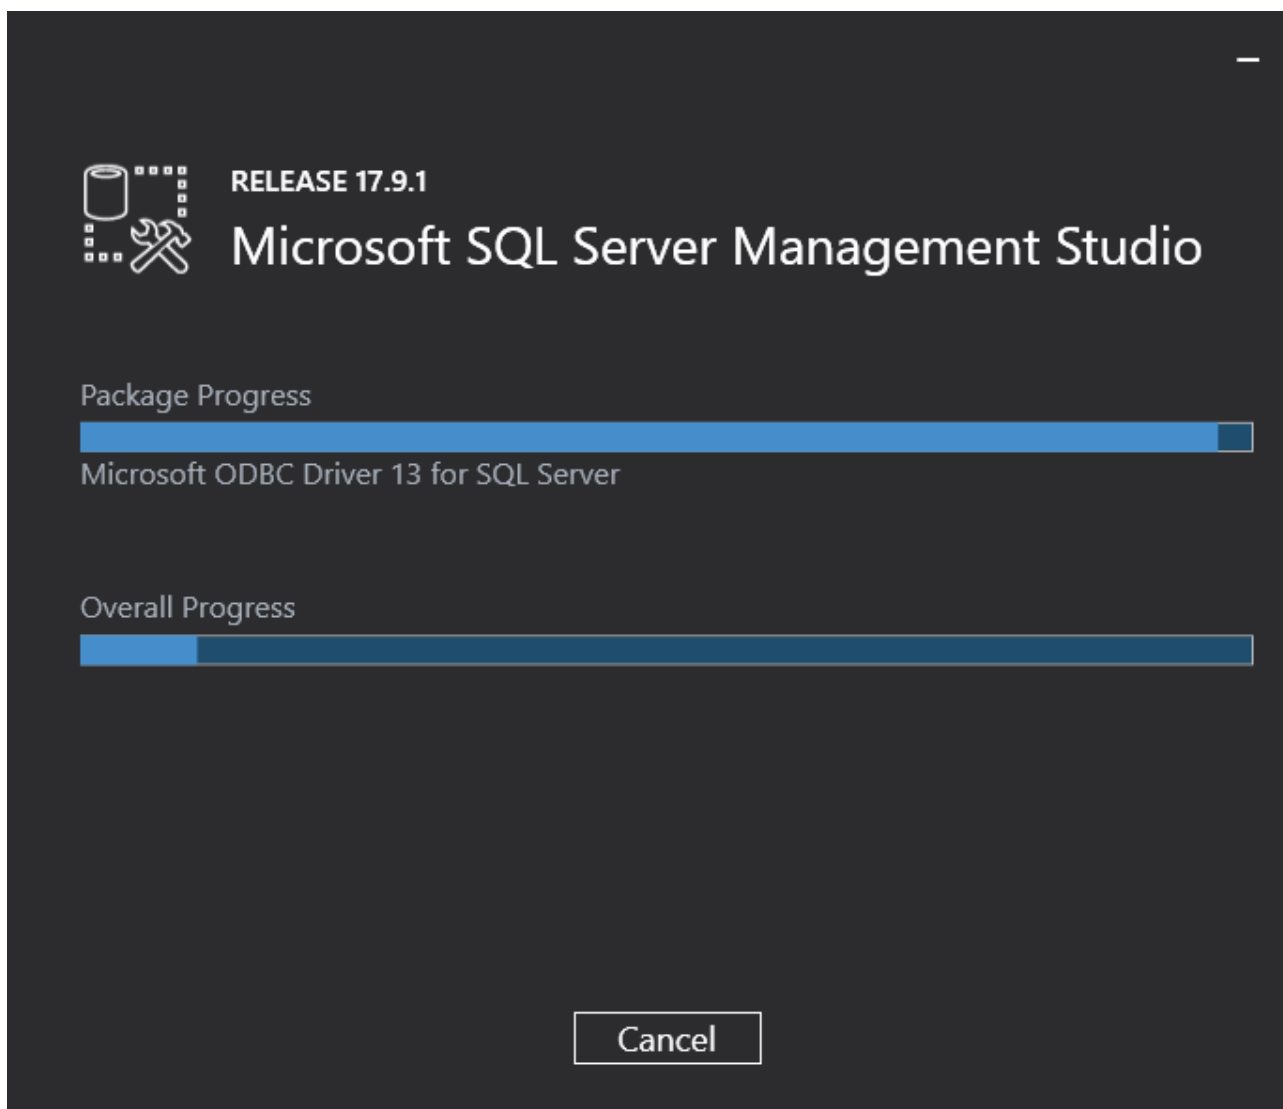 RELEASE 17.9.1
Microsoft SQL Server Management Studio
Package Progress
Microsoft ODBC Driver 13 for SQL Server
Overall Progress
Cancel